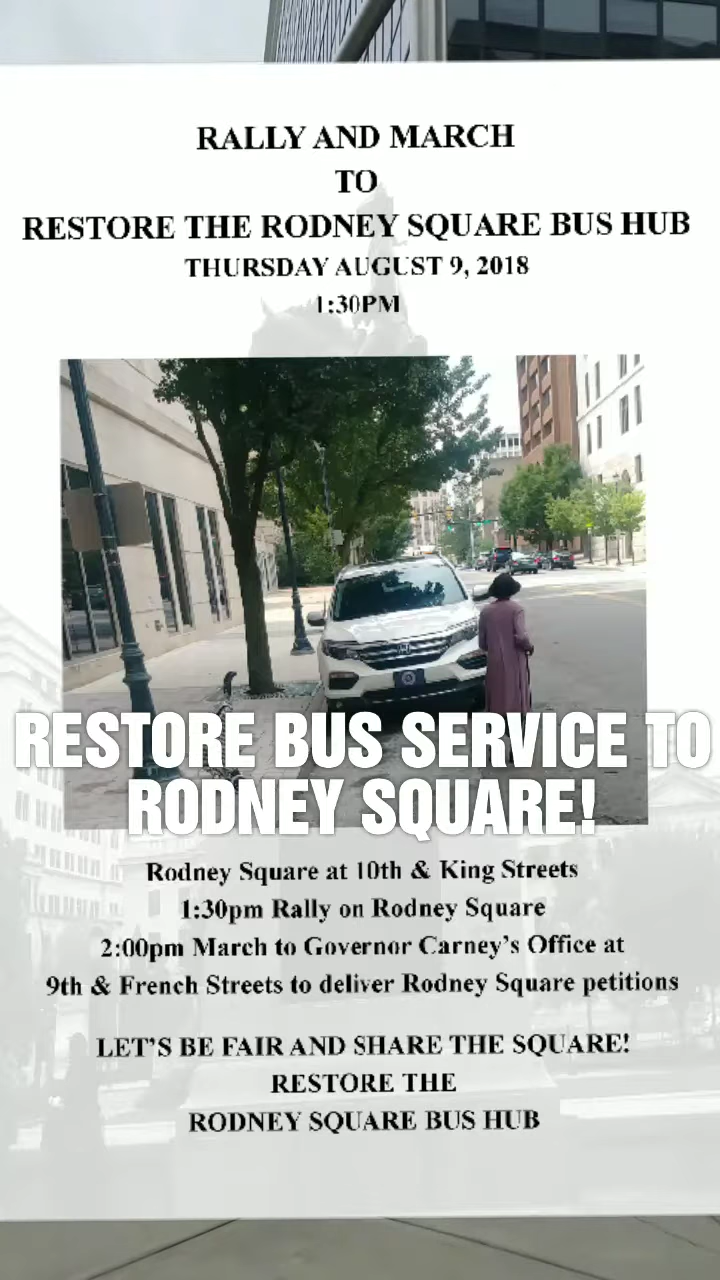 RALLY AND MARCH
TO
RESTORE THE RODNEY SQUARE BUS HUB
THURSDAY AUGUST 9, 2018
1:30PM
RESTORE BUS SERVICE TO
RODNEY SQUARE!
Rodney Square at 10th & King Streets
1:30pm Rally on Rodney Square
2:00pm March to Governor Carney's Office at
9th & French Streets to deliver Rodney Square petitions
LET'S BE FAIR AND SHARE THE SQUARE!
RESTORE THE
RODNEY SQUARE BUS HUB